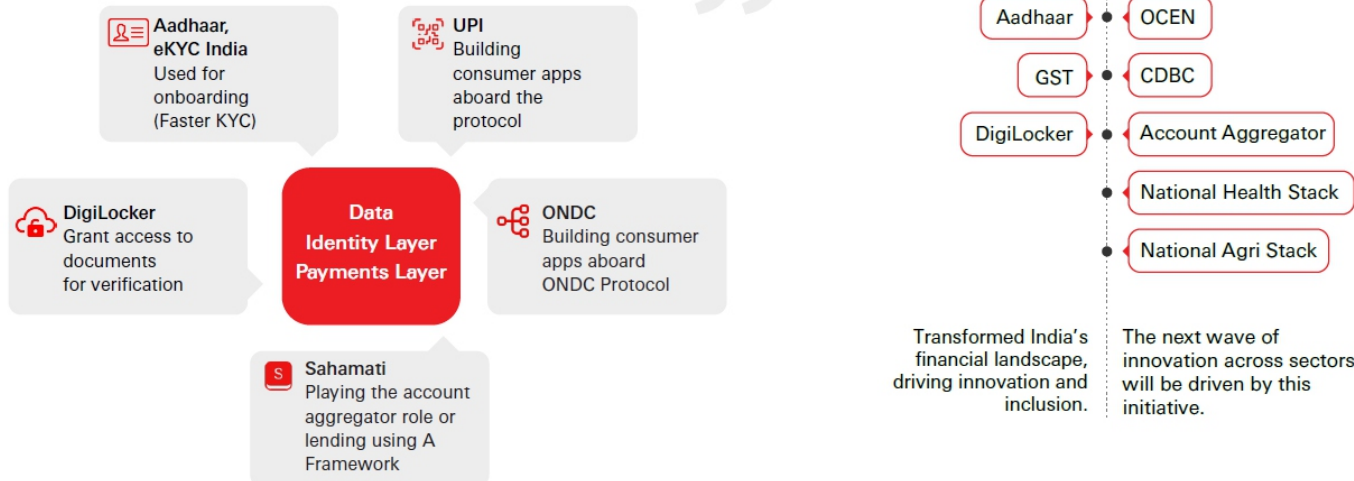 Aadhaar,
eKYC India
Used for
onboarding
(Faster KYC)
UPI
Building
consumer apps
aboard the
protocol
DigiLocker
Grant access to
documents
for verification
Data
Identity Layer
Payments Layer
ONDC
Building consumer
apps aboard
ONDC Protocol
S
Sahamati
Playing the account
aggregator role or
lending using A
Framework
Aadhaar
OCEN
GST
CDBC
DigiLocker
Account Aggregator
National Health Stack
National Agri Stack
Transformed India's
financial landscape,
driving innovation and
inclusion.
The next wave of
innovation across sectors
will be driven by this
initiative.